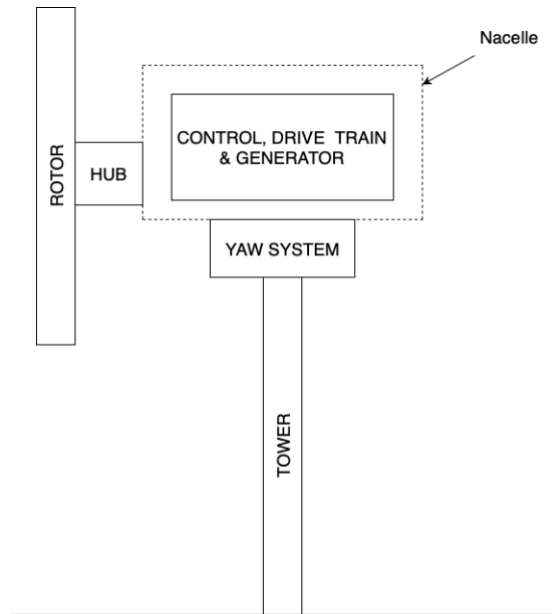 Nacelle
CONTROL, DRIVE TRAIN
& GENERATOR
ROTOR
HUB
YAW SYSTEM
TOWER